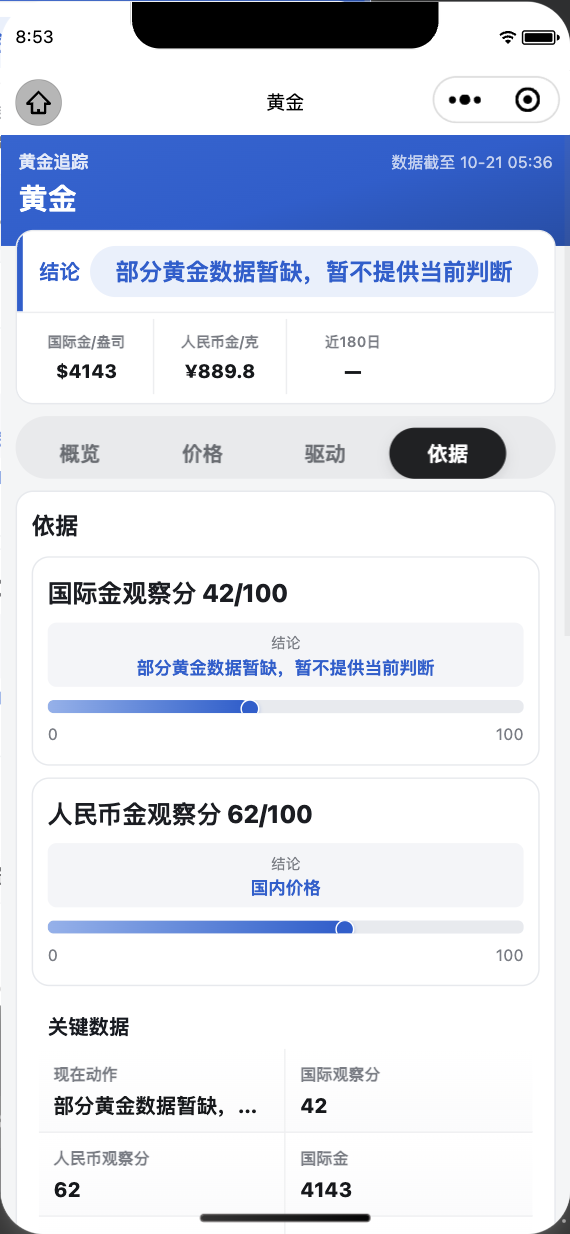 8:53
黄金
黄金追踪
数据截至 10-21 05:36
黄金
结论
部分黄金数据暂缺，暂不提供当前判断
国际金/盎司
人民币金/克
近180日
$4143
¥889.8
—
概览
价格
驱动
依据
依据
国际金观察分 42/100
结论
部分黄金数据暂缺，暂不提供当前判断
0
100
人民币金观察分 62/100
结论
国内价格
0
100
关键数据
现在动作
国际观察分
部分黄金数据暂缺，...
42
人民币观察分
国际金
62
4143